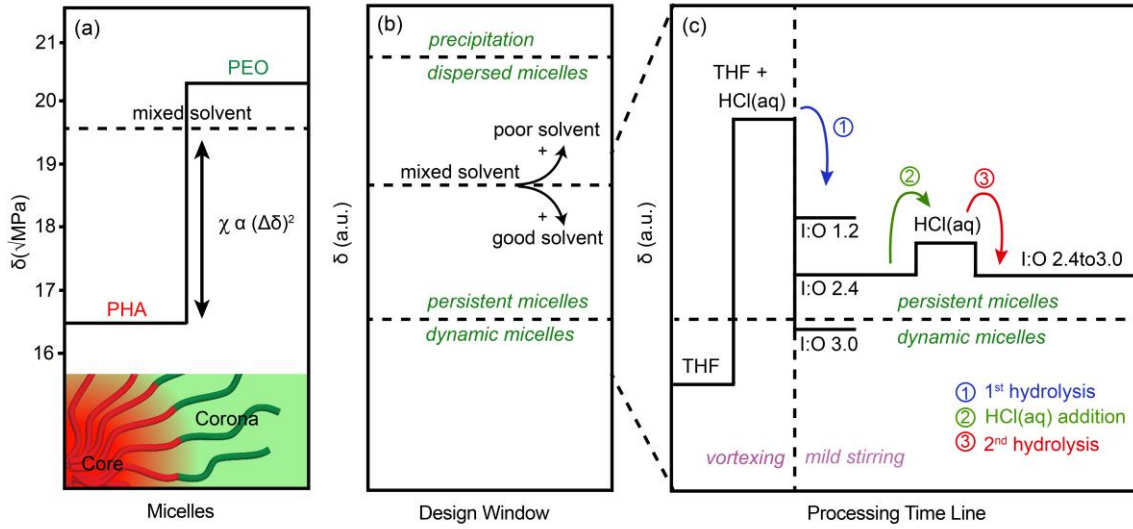 (a)
δ(√MPa)
21
20
19
18
17
16
PEO
mixed solvent
χ α (Δδ)²
PHA
Corona
Core
Micelles
(b)
δ (a.u.)
precipitation
dispersed micelles
poor solvent
+
mixed solvent
+
good solvent
persistent micelles
dynamic micelles
Design Window
(c)
δ (a.u.)
THF +
HCl(aq)
①
②
③
I:O 1.2
HCl(aq)
I:O 2.4to3.0
I:O 2.4
persistent micelles
dynamic micelles
I:O 3.0
THF
① 1st hydrolysis
② HCl(aq) addition
③ 2nd hydrolysis
vortexing
mild stirring
Processing Time Line